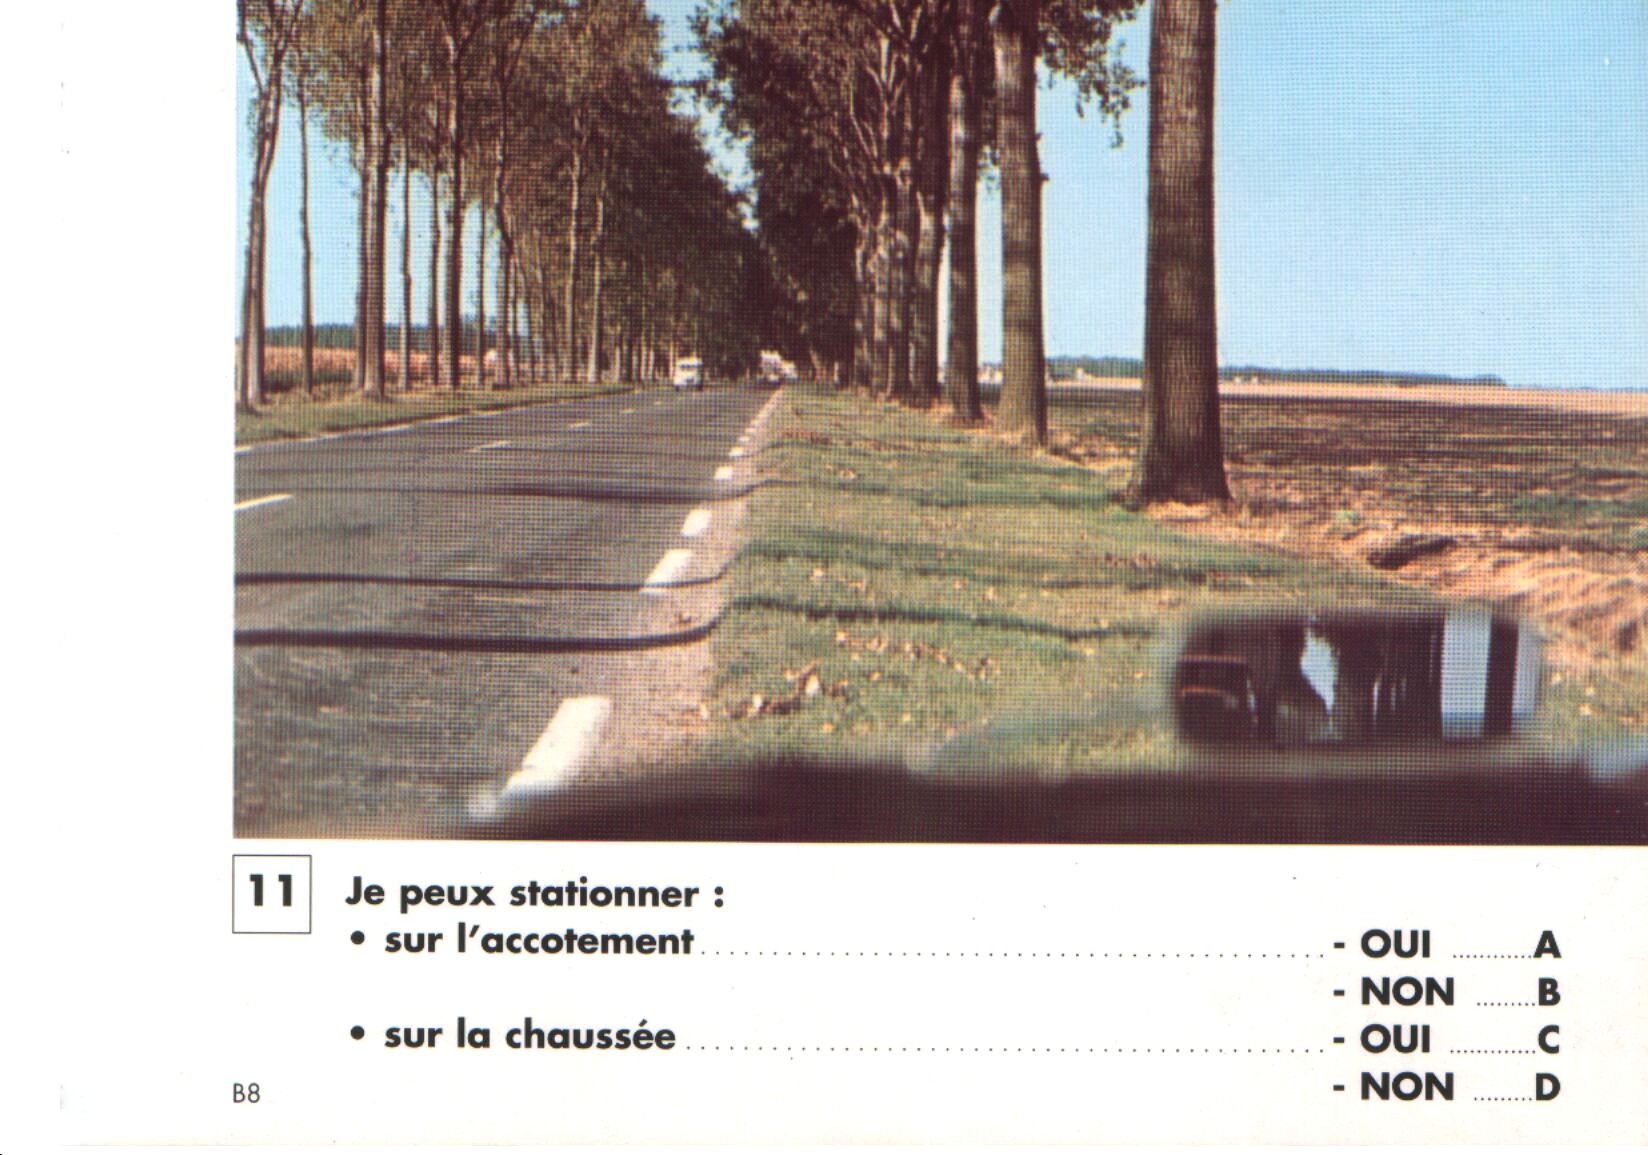 11 Je peux stationner :
• sur l'accotement - OUI A
- NON B
• sur la chaussée - OUI C
- NON D
B8